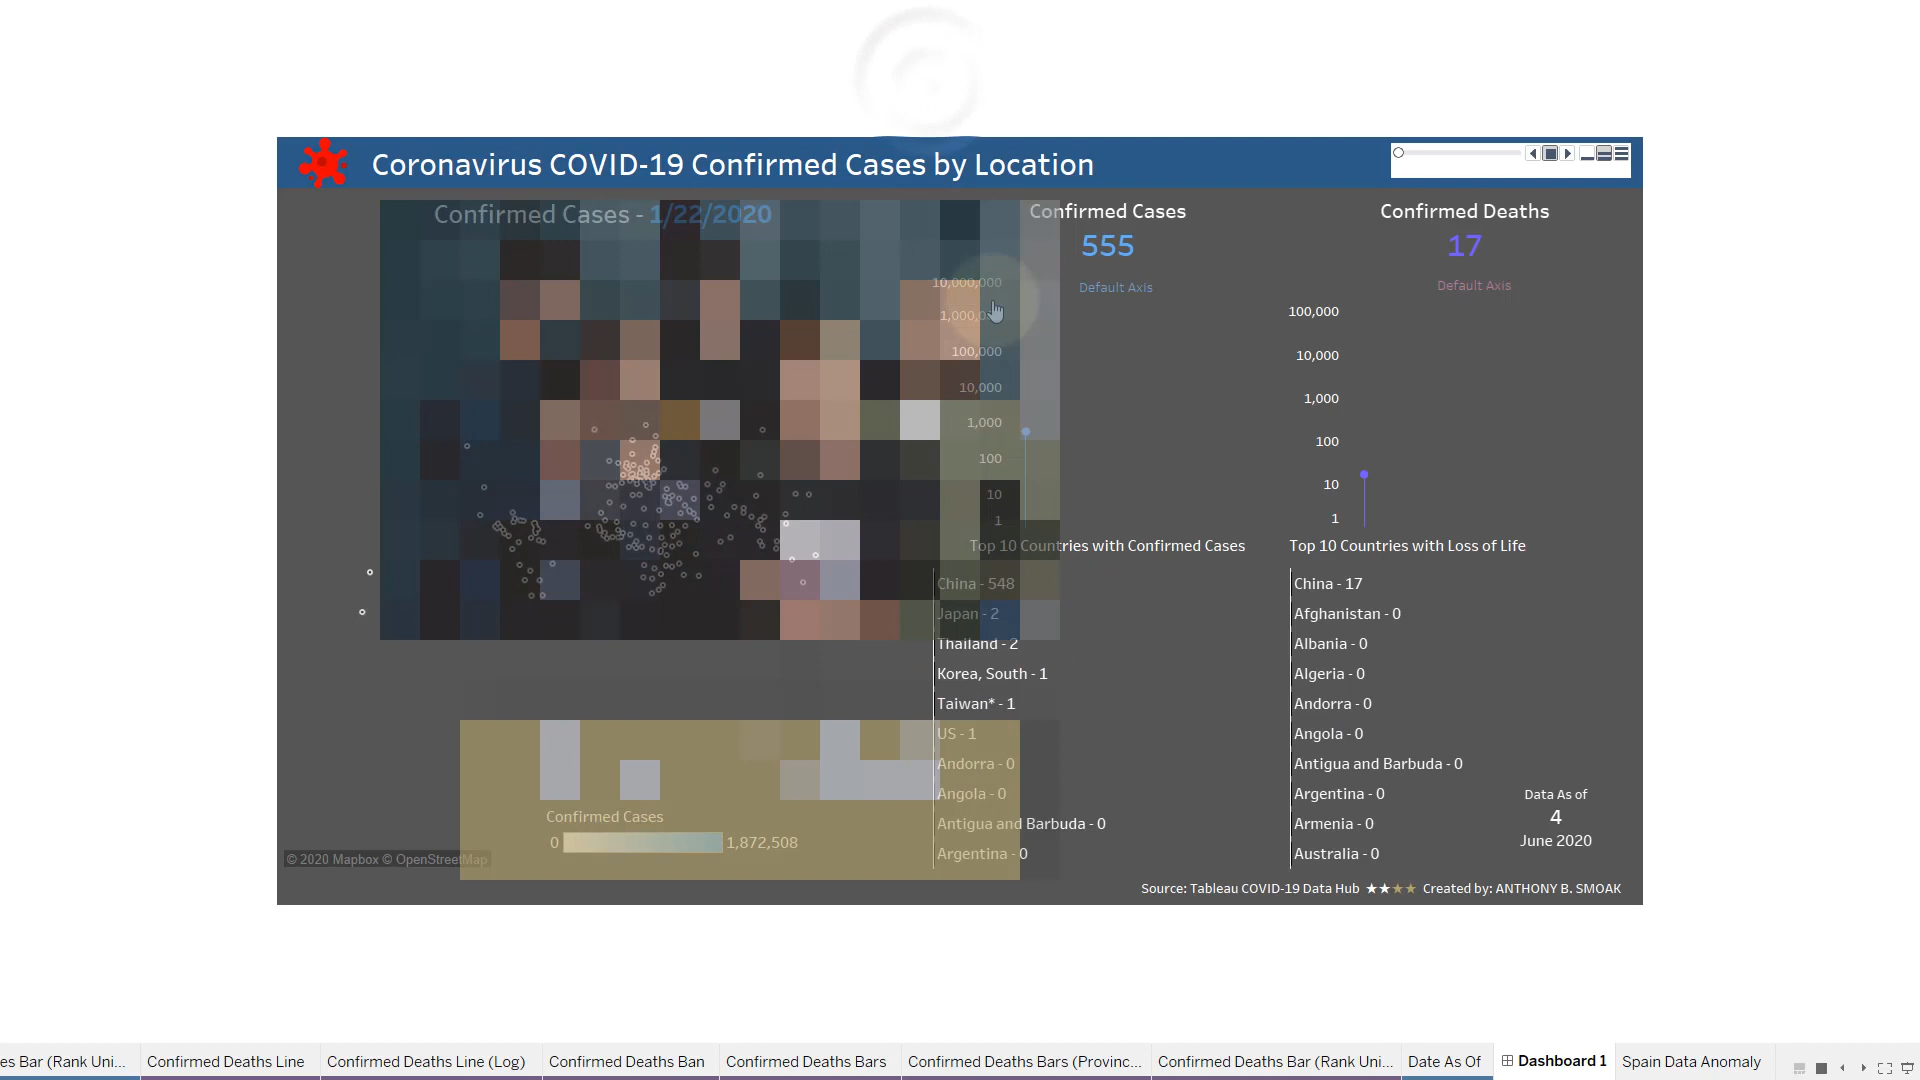 Coronavirus COVID-19 Confirmed Cases by Location
Confirmed Cases - 1/22/2020
Confirmed Cases
555
Default Axis
10,000,000
100,000
10,000
1,000
100
10
1
Confirmed Deaths
17
Default Axis
100,000
10,000
1,000
100
10
1
Top 10 Countries with Confirmed Cases
China - 548
Japan - 2
Thailand - 2
Korea, South - 1
Taiwan* - 1
US - 1
Andorra - 0
Angola - 0
Antigua and Barbuda - 0
Argentina - 0
Top 10 Countries with Loss of Life
China - 17
Afghanistan - 0
Albania - 0
Algeria - 0
Andorra - 0
Angola - 0
Antigua and Barbuda - 0
Argentina - 0
Armenia - 0
Australia - 0
Data As of
4
June 2020
Confirmed Cases
0 1,872,508
© 2020 Mapbox © OpenStreetMap
Source: Tableau COVID-19 Data Hub ★★★★ Created by: ANTHONY B. SMOAK
es Bar (Rank Uni... Confirmed Deaths Line Confirmed Deaths Line (Log) Confirmed Deaths Ban Confirmed Deaths Bars Confirmed Deaths Bars (Provinc... Confirmed Deaths Bar (Rank Uni... Date As Of Dashboard 1 Spain Data Anomaly